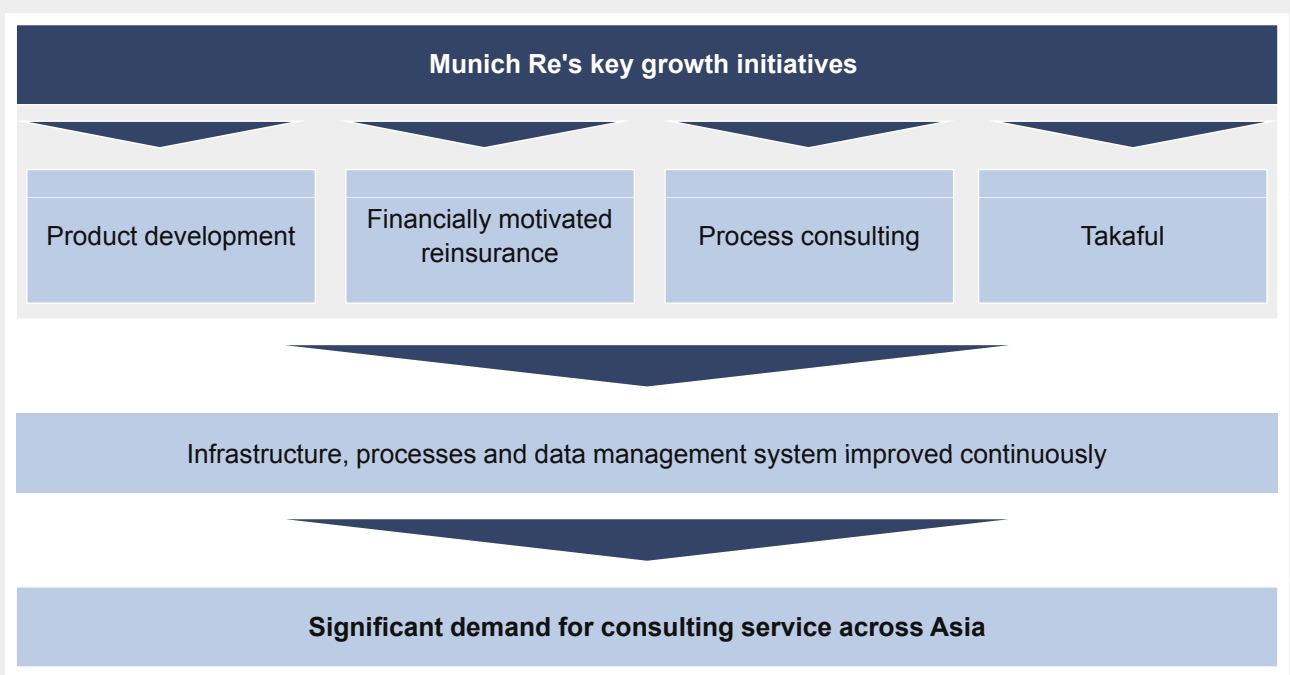 Munich Re's key growth initiatives
Product development
Financially motivated
reinsurance
Process consulting
Takaful
Infrastructure, processes and data management system improved continuously
Significant demand for consulting service across Asia